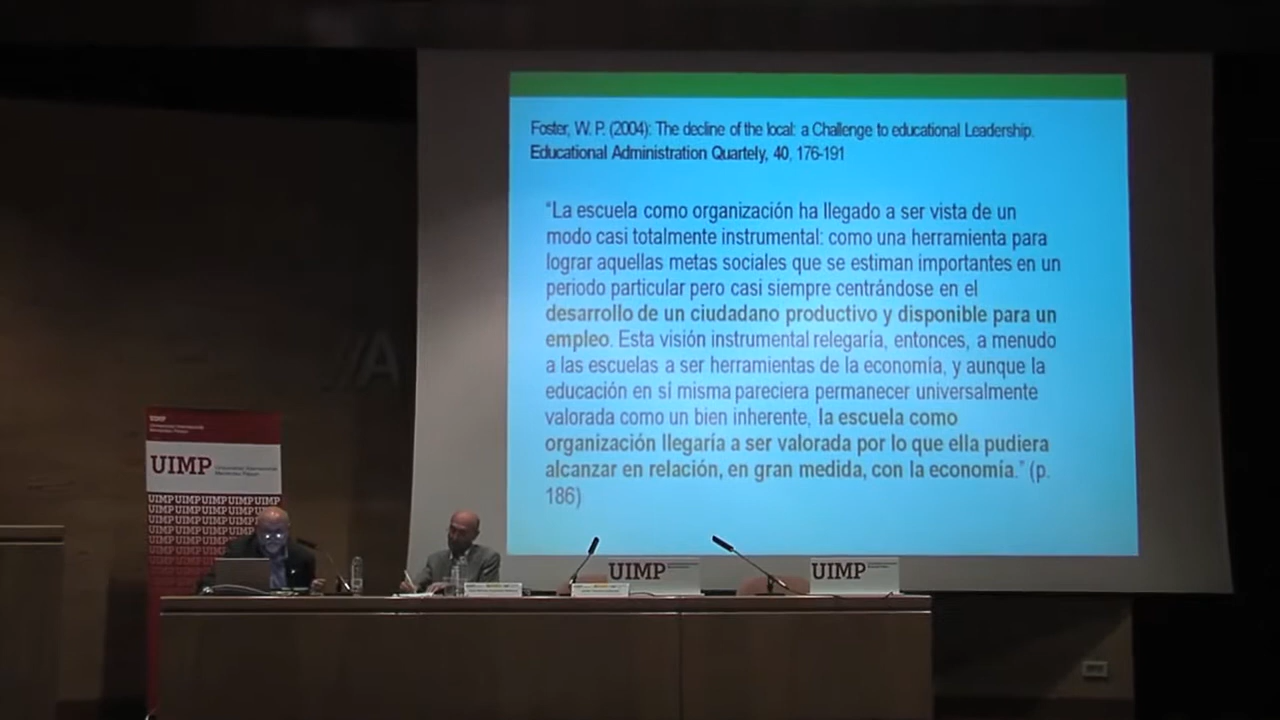 Foster, W. P. (2004): The decline of the local: a Challenge to educational Leadership.
Educational Administration Quartely, 40, 176-191
“La escuela como organización ha llegado a ser vista de un
modo casi totalmente instrumental: como una herramienta para
lograr aquellas metas sociales que se estiman importantes en un
periodo particular pero casi siempre centrándose en el
desarrollo de un ciudadano productivo y disponible para un
empleo. Esta visión instrumental relegaría, entonces, a menudo
a las escuelas a ser herramientas de la economía, y aunque la
educación en sí misma pareciera permanecer universalmente
valorada como un bien inherente, la escuela como
organización llegaría a ser valorada por lo que ella pudiera
alcanzar en relación, en gran medida, con la economía.” (p.
186)
UIMP
UIMP
UIMP UIMP UIMP UIMP UIMP
UIMP
UIMP